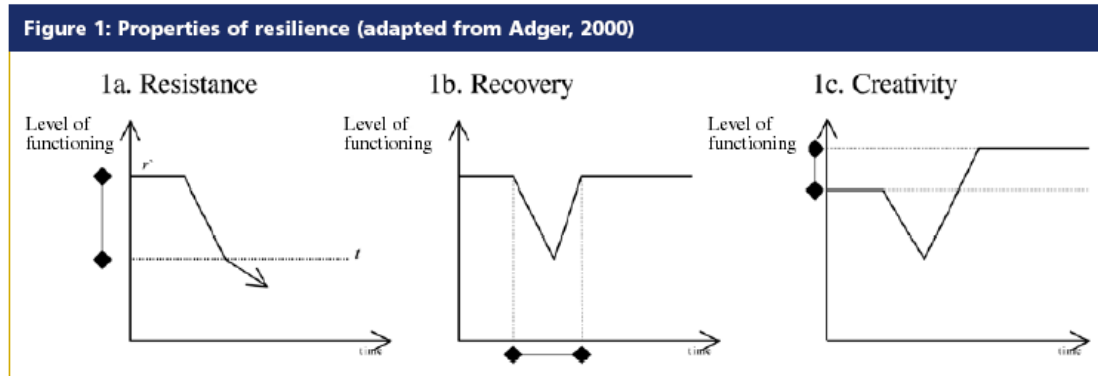 Figure 1: Properties of resilience (adapted from Adger, 2000)
1a. Resistance
Level of
functioning
r`
t
time
1b. Recovery
Level of
functioning
time
1c. Creativity
Level of
functioning
time